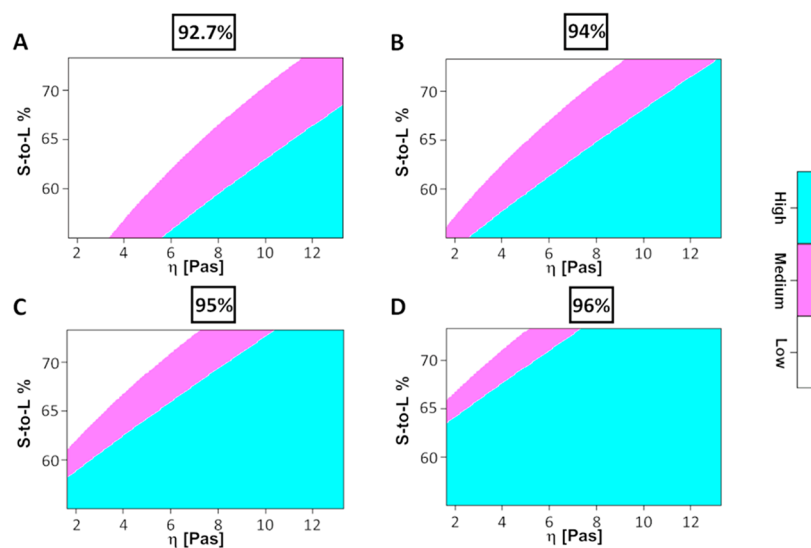 A
92.7%
S-to-L %
70
65
60
2 4 6 8 10 12
η [Pas]
B
94%
S-to-L %
70
65
60
2 4 6 8 10 12
η [Pas]
C
95%
S-to-L %
70
65
60
2 4 6 8 10 12
η [Pas]
D
96%
S-to-L %
70
65
60
2 4 6 8 10 12
η [Pas]
High
Medium
Low